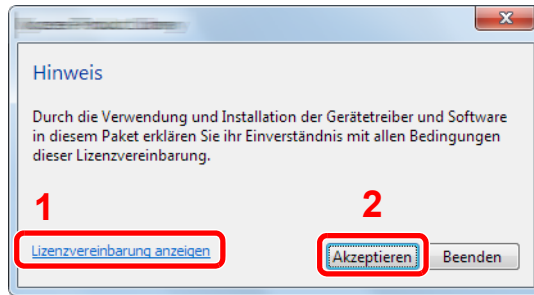 Hinweis
Durch die Verwendung und Installation der Gerätetreiber und Software
in diesem Paket erklären Sie ihr Einverständnis mit allen Bedingungen
dieser Lizenzvereinbarung.
1
2
Lizenzvereinbarung anzeigen
Akzeptieren
Beenden